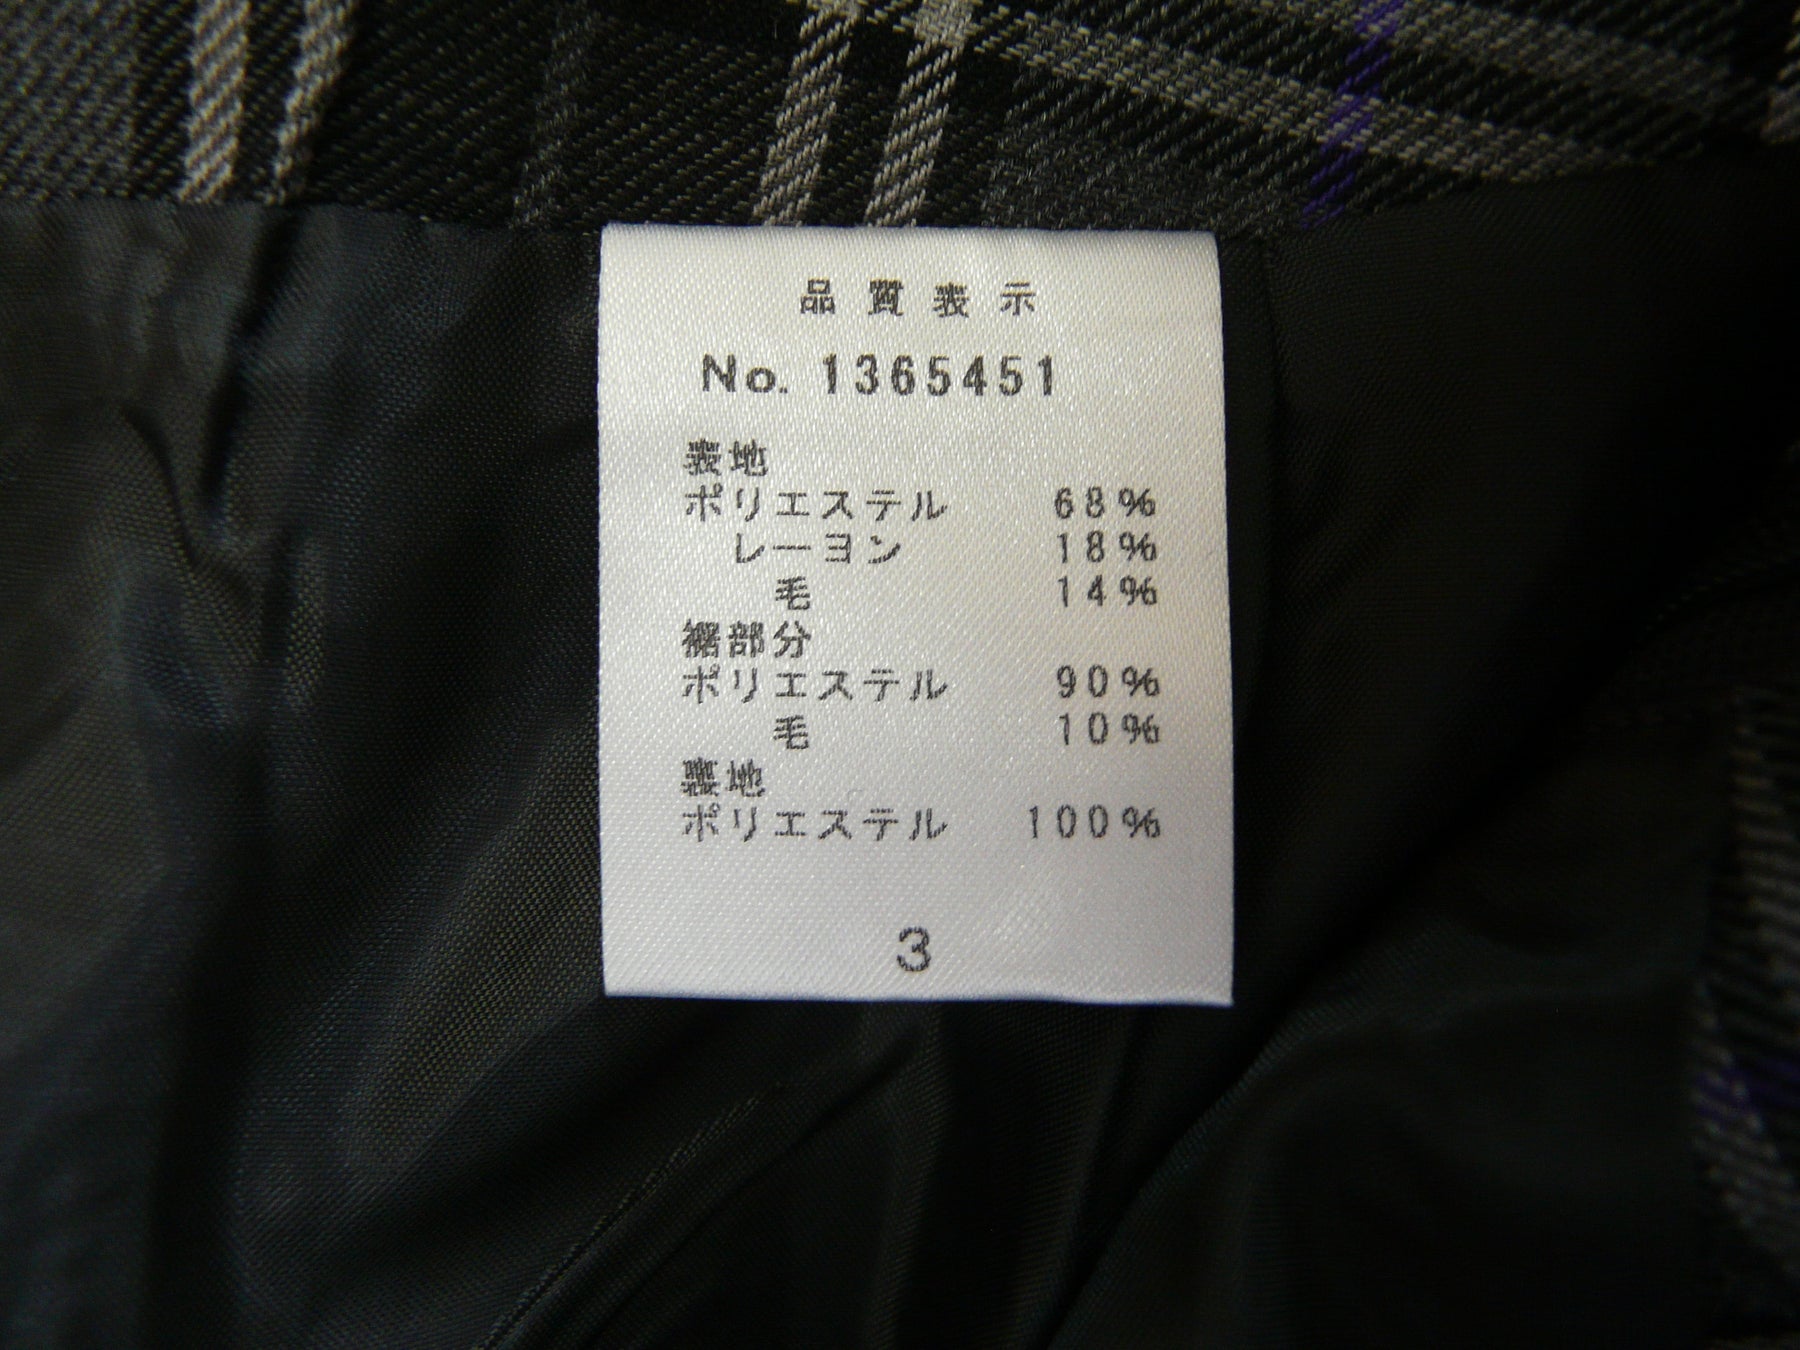 品質表示
No. 1365451
表地
ポリエステル 68%
レーヨン 18%
毛 14%
裾部分
ポリエステル 90%
毛 10%
裏地
ポリエステル 100%
3